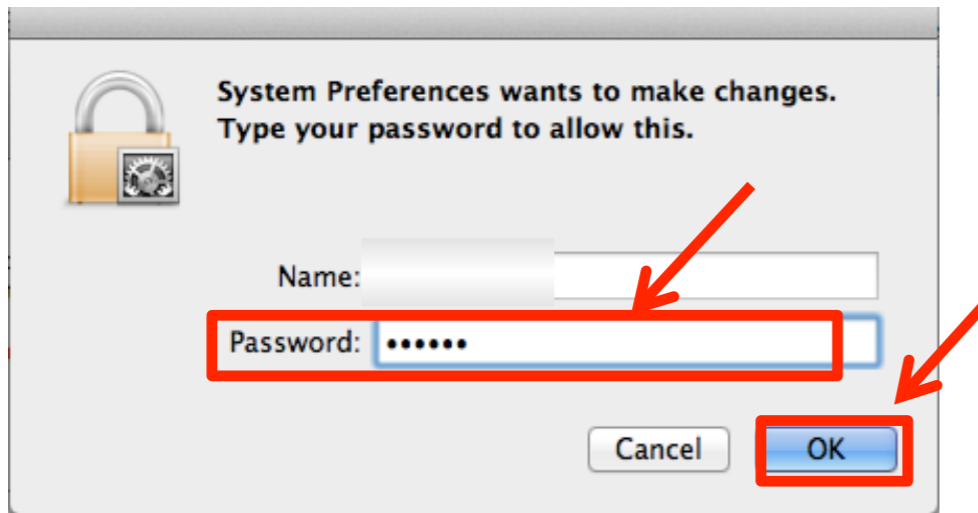 System Preferences wants to make changes.
Type your password to allow this.
Name:
Password: ••••••
Cancel OK